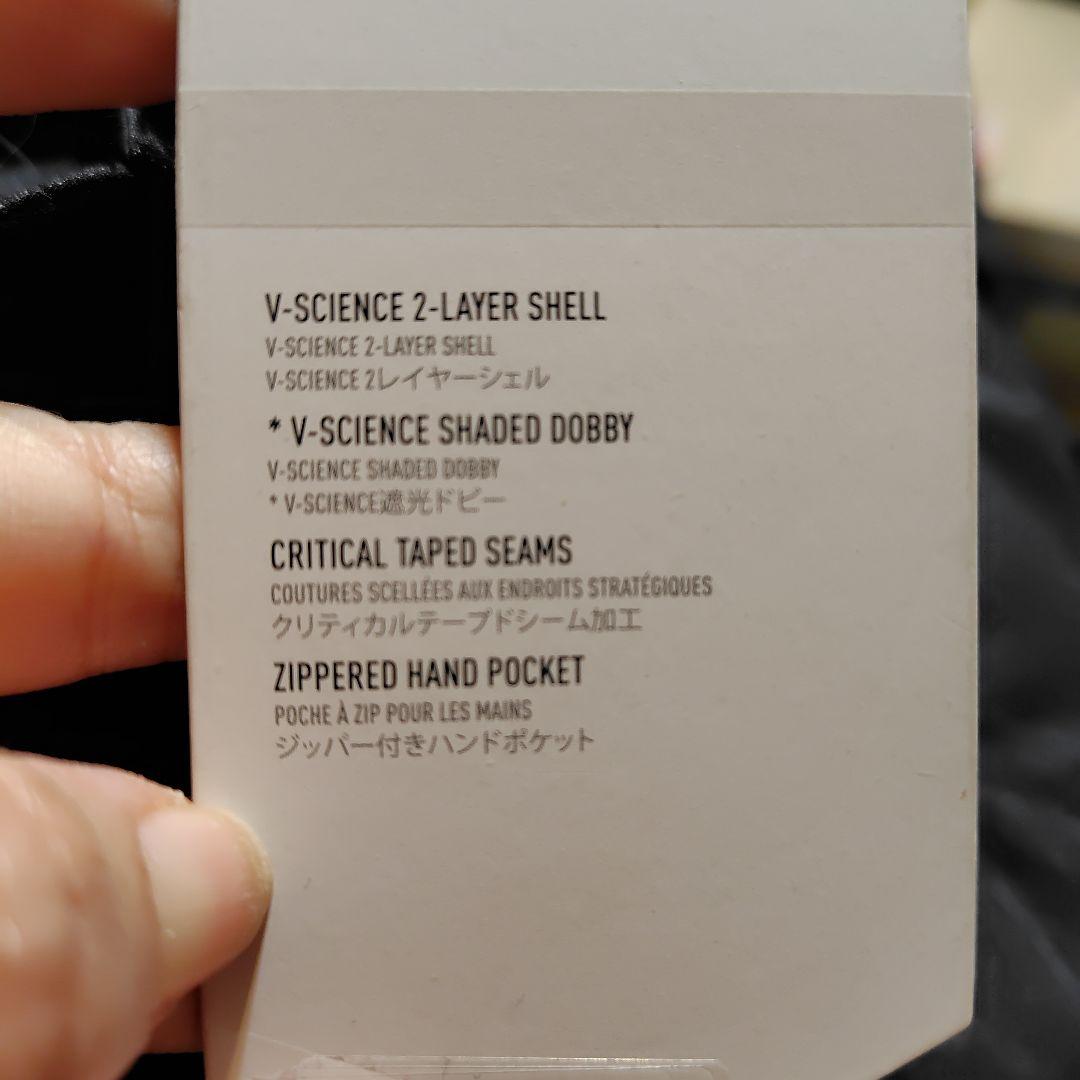 V-SCIENCE 2-LAYER SHELL
V-SCIENCE 2-LAYER SHELL
V-SCIENCE 2レイヤーシェル
* V-SCIENCE SHADED DOBBY
V-SCIENCE SHADED DOBBY
* V-SCIENCE遮光ドビー
CRITICAL TAPED SEAMS
COUTURES SCELLÉES AUX ENDROITS STRATÉGIQUES
クリティカルテープドシーム加工
ZIPPERED HAND POCKET
POCHE À ZIP POUR LES MAINS
ジッパー付きハンドポケット